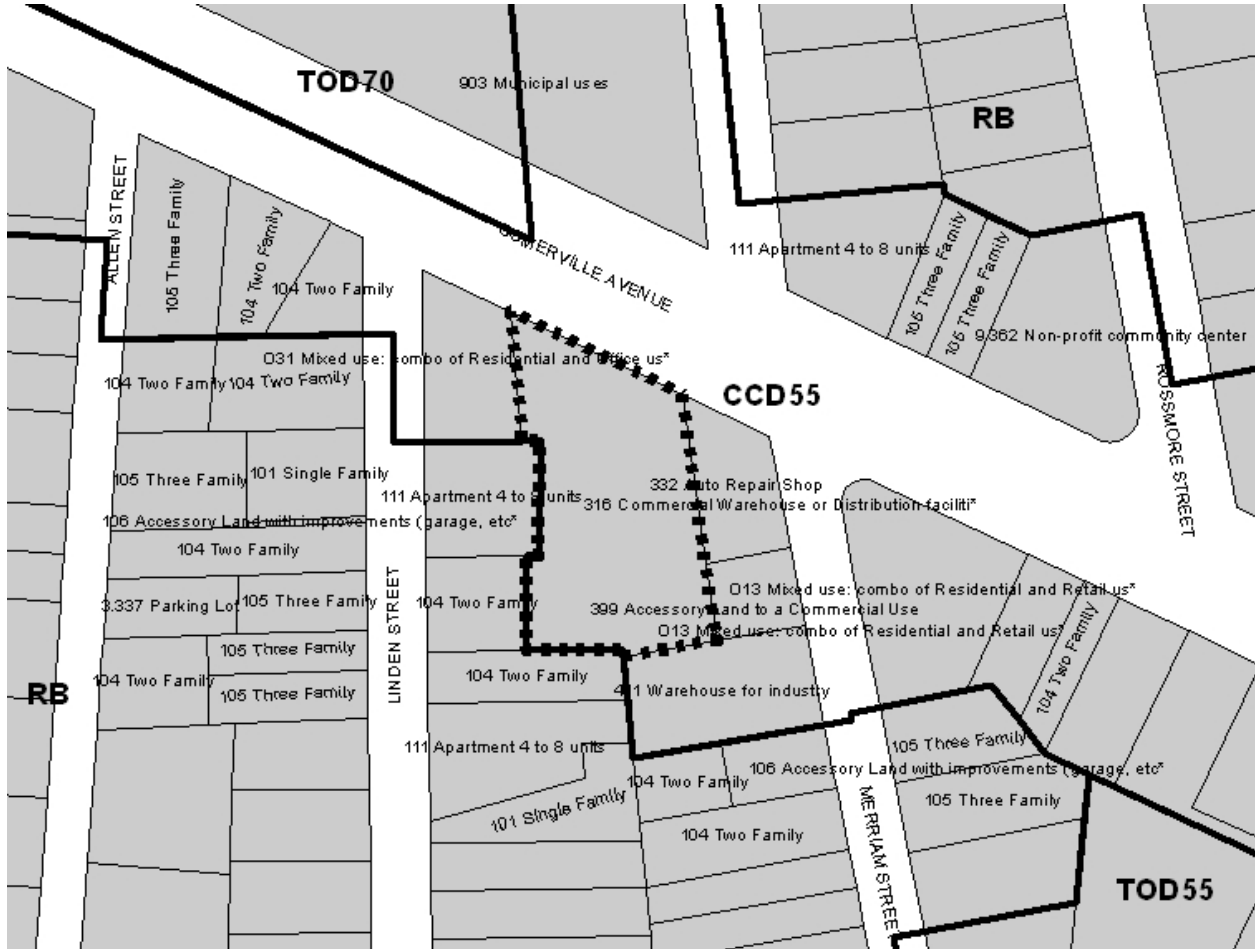 TOD70
903 Municipal uses
RB
ALLEN STREET
105 Three Family
104 Two Family
104 Two Family
SOMERVILLE AVENUE
111 Apartment 4 to 8 units
105 Three Family
105 Three Family
9.362 Non-profit community center
O31 Mixed use: combo of Residential and Office us*
104 Two Family
104 Two Family
CCD55
ROSSMORE STREET
105 Three Family
101 Single Family
111 Apartment 4 to 8 units
332 Auto Repair Shop
316 Commercial Warehouse or Distribution faciliti*
106 Accessory Land with improvements (garage, etc*
104 Two Family
3.337 Parking Lot
105 Three Family
LINDEN STREET
104 Two Family
399 Accessory Land to a Commercial Use
O13 Mixed use: combo of Residential and Retail us*
O13 Mixed use: combo of Residential and Retail us*
104 Two Family
105 Three Family
RB
104 Two Family
105 Three Family
104 Two Family
411 Warehouse for industry
111 Apartment 4 to 8 units
105 Three Family
104 Two Family
106 Accessory Land with improvements (garage, etc*
101 Single Family
105 Three Family
104 Two Family
MERRIAM STREET
TOD55